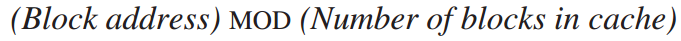 (Block address) MOD (Number of blocks in cache)